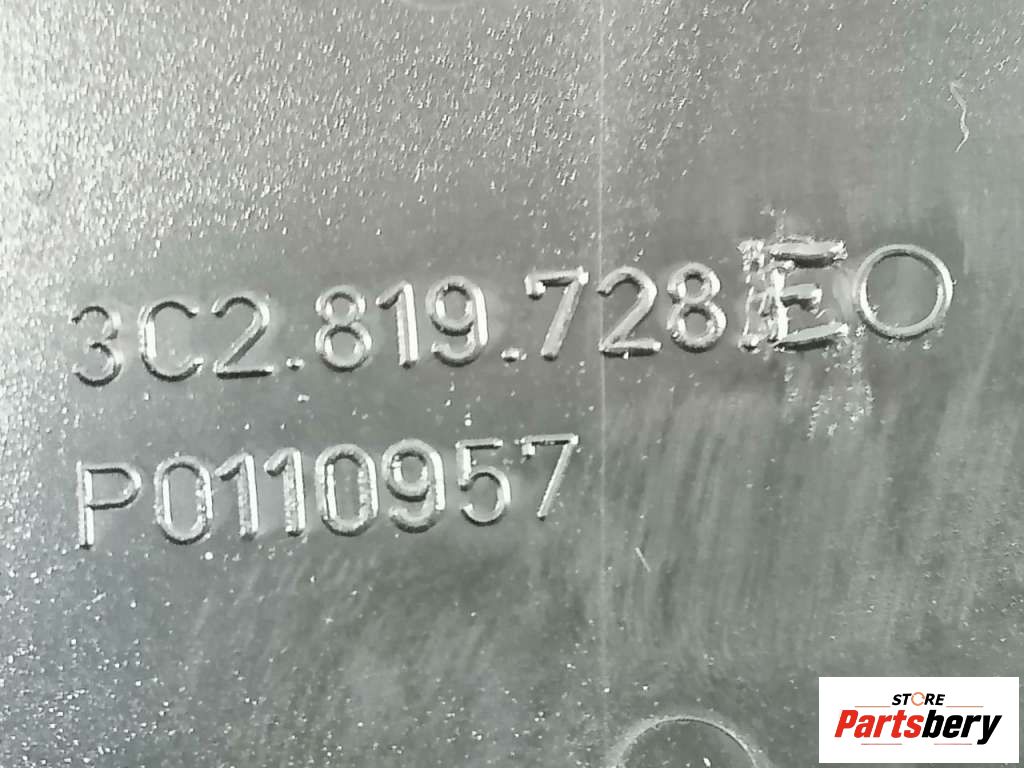 3C2.819.728 E
P0110957
STORE
Partsbery